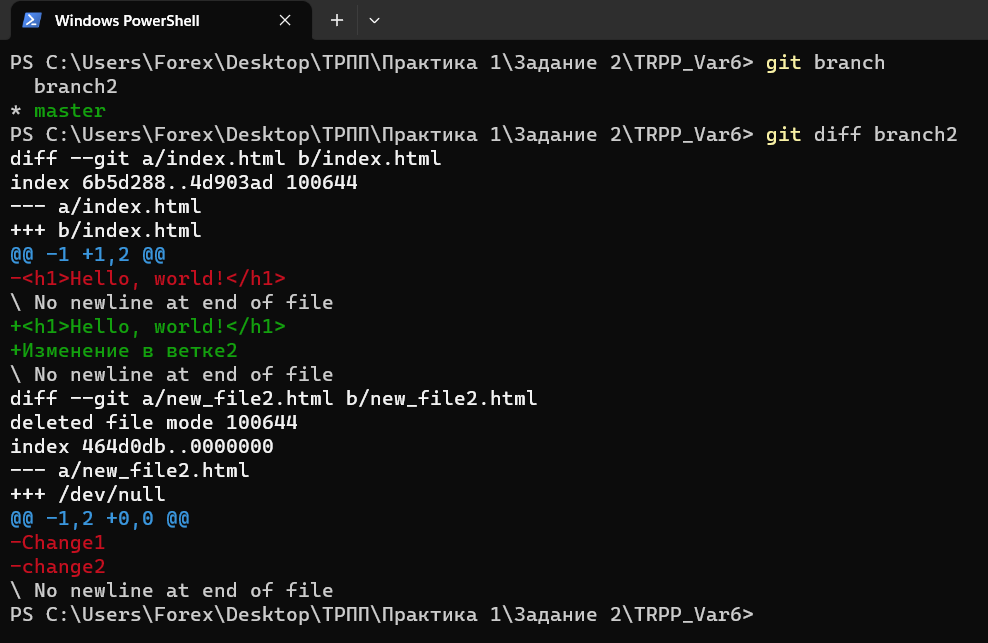 Windows PowerShell
PS C:\Users\Forex\Desktop\ТРПП\Практика 1\Задание 2\TRPP_Var6> git branch
  branch2
* master
PS C:\Users\Forex\Desktop\ТРПП\Практика 1\Задание 2\TRPP_Var6> git diff branch2
diff --git a/index.html b/index.html
index 6b5d288..4d903ad 100644
--- a/index.html
+++ b/index.html
@@ -1 +1,2 @@
-<h1>Hello, world!</h1>
\ No newline at end of file
+<h1>Hello, world!</h1>
+Изменение в ветке2
\ No newline at end of file
diff --git a/new_file2.html b/new_file2.html
deleted file mode 100644
index 464d0db..0000000
--- a/new_file2.html
+++ /dev/null
@@ -1,2 +0,0 @@
-Change1
-change2
\ No newline at end of file
PS C:\Users\Forex\Desktop\ТРПП\Практика 1\Задание 2\TRPP_Var6>